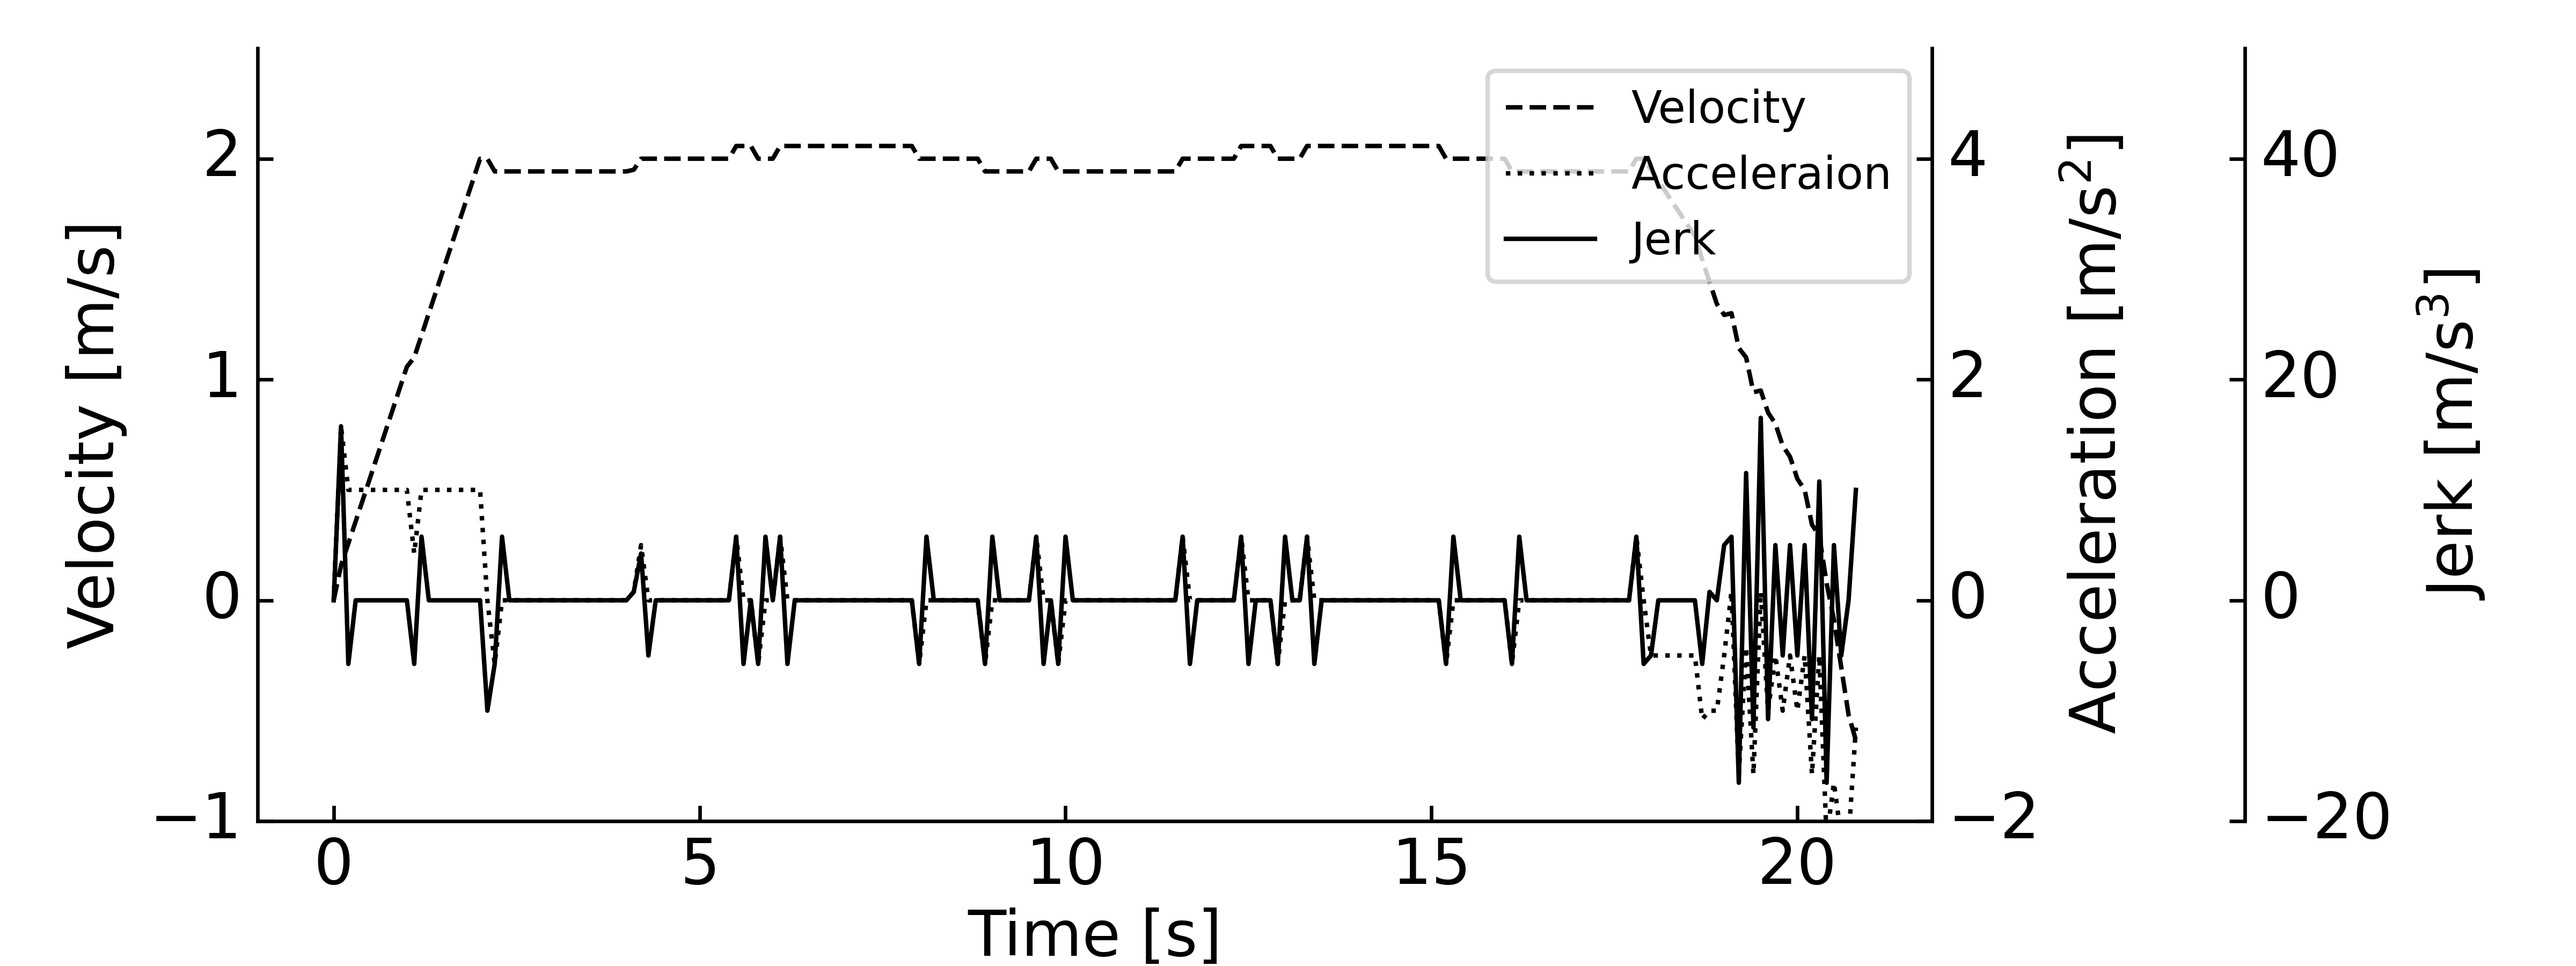 Velocity [m/s]
2
1
0
−1
0 5 10 15 20
Time [s]
Velocity
Acceleraion
Jerk
4
2
0
−2
Acceleration [m/s²]
40
20
0
−20
Jerk [m/s³]